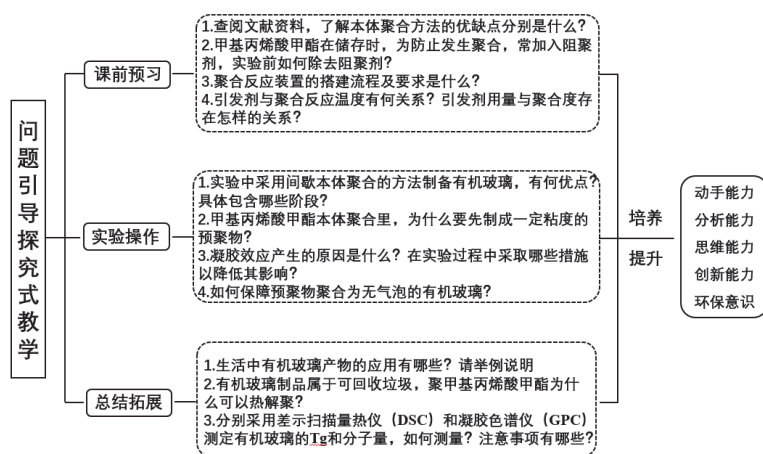 问题引导探究式教学
课前预习
1.查阅文献资料，了解本体聚合方法的优缺点分别是什么？
2.甲基丙烯酸甲酯在储存时，为防止发生聚合，常加入阻聚
剂，实验前如何除去阻聚剂？
3.聚合反应装置的搭建流程及要求是什么？
4.引发剂与聚合反应温度有何关系？引发剂用量与聚合度存
在怎样的关系？
实验操作
1.实验中采用间歇本体聚合的方法制备有机玻璃，有何优点？
具体包含哪些阶段？
2.甲基丙烯酸甲酯本体聚合里，为什么要先制成一定粘度的
预聚物？
3.凝胶效应产生的原因是什么？在实验过程中采取哪些措施
以降低其影响？
4.如何保障预聚物聚合为无气泡的有机玻璃？
总结拓展
1.生活中有机玻璃产物的应用有哪些？请举例说明
2.有机玻璃制品属于可回收垃圾，聚甲基丙烯酸甲酯为什
么可以热解聚？
3.分别采用差示扫描量热仪（DSC）和凝胶色谱仪（GPC）
测定有机玻璃的Tg和分子量，如何测量？注意事项有哪些？
培养
提升
动手能力
分析能力
思维能力
创新能力
环保意识